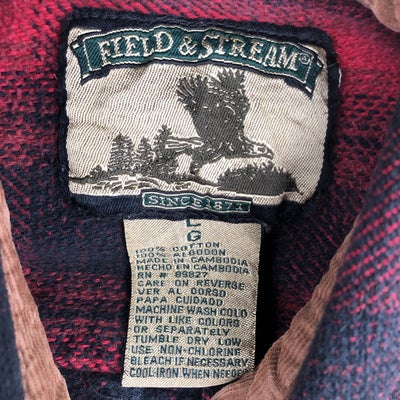 FIELD & STREAM®
SINCE 1871
L
G
100% COTTON
100% ALGODON
MADE IN CAMBODIA
HECHO EN CAMBODIA
RN # 89827
CARE ON REVERSE
VER AL DORSO
PAPA CUIDADO
MACHINE WASH COLD
WITH LIKE COLORS
OR SEPARATELY
TUMBLE DRY LOW
USE NON-CHLORINE
BLEACH IF NECESSARY
COOL IRON WHEN NEEDED